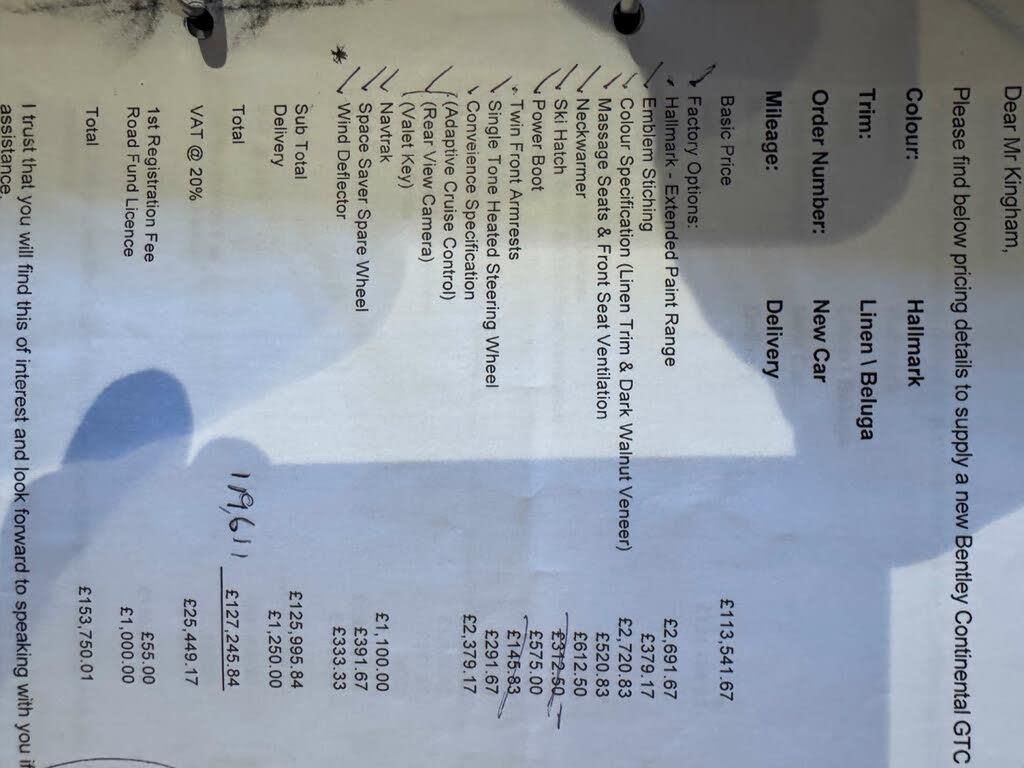 Dear Mr Kingham,
Please find below pricing details to supply a new Bentley Continental GTC
Colour: Hallmark
Trim: Linen \ Beluga
Order Number: New Car
Mileage: Delivery
Basic Price £113,541.67
Factory Options:
Hallmark - Extended Paint Range £2,691.67
Emblem Stiching £379.17
Colour Specification (Linen Trim & Dark Walnut Veneer) £2,720.83
Massage Seats & Front Seat Ventilation £520.83
Neckwarmer £612.50
Ski Hatch £312.50
Power Boot £575.00
Twin Front Armrests £145.83
Single Tone Heated Steering Wheel £291.67
Conveience Specification £2,379.17
(Adaptive Cruise Control)
(Rear View Camera)
(Valet Key)
Navtrak £1,100.00
Space Saver Spare Wheel £391.67
* Wind Deflector £333.33
Sub Total £125,995.84
Delivery £1,250.00
Total 119,611 £127,245.84
VAT @ 20% £25,449.17
1st Registration Fee £55.00
Road Fund Licence £1,000.00
Total £153,750.01
I trust that you will find this of interest and look forward to speaking with you if
assistance.